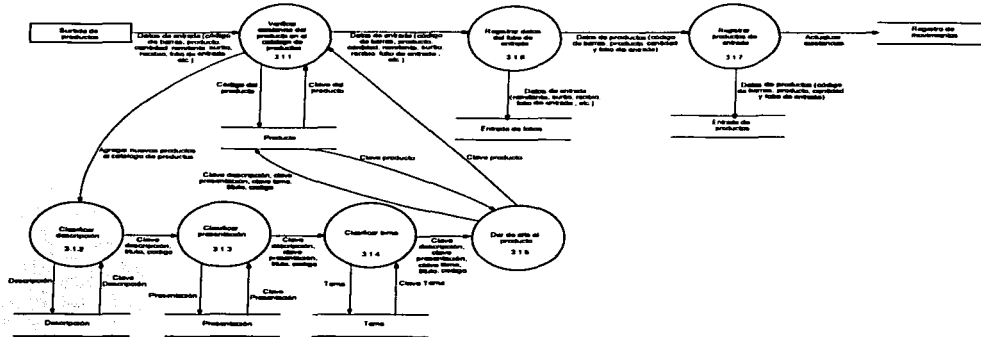 Surtido de
productos
Datos de entrada (código
de barras, producto,
cantidad, remitente, surtio,
recibio, folio de entrada,
etc.)
Verificar
existencia del
producto en el
catálogo de
productos
3.1.1
Datos de entrada (código
de barras, producto,
cantidad, remitente, surtio,
recibio, folio de entrada,
etc.)
Registrar datos
del folio de
entrada
3.1.6
Datos de productos (código
de barras, producto, cantidad
y folio de entrada)
Registrar
productos de
entrada
3.1.7
Actualizar
existencias
Registro de
movimientos
Código del
producto
Clave del
producto
Producto
Datos de entrada
(remitente, surtio, recibio,
folio de entrada, etc.)
Entrada de folios
Datos de productos (código
de barras, producto, cantidad
y folio de entrada)
Entrada de
productos
Agregar nuevos productos
al catálogo de productos
Clave producto
Clave producto
Clave descripción, clave
presentación, clave tema,
título, codigo
Clasificar
descripción
3.1.2
Clave
descripción,
título, codigo
Clasificar
presentación
3.1.3
Clave
descripción,
clave
presentación,
título, codigo
Clasificar tema
3.1.4
Clave
descripción,
clave
presentación,
clave tema,
título, codigo
Dar de alta el
producto
3.1.5
Descripción
Clave
Descripción
Descripción
Presentación
Clave
Presentación
Presentación
Tema
Clave Tema
Tema